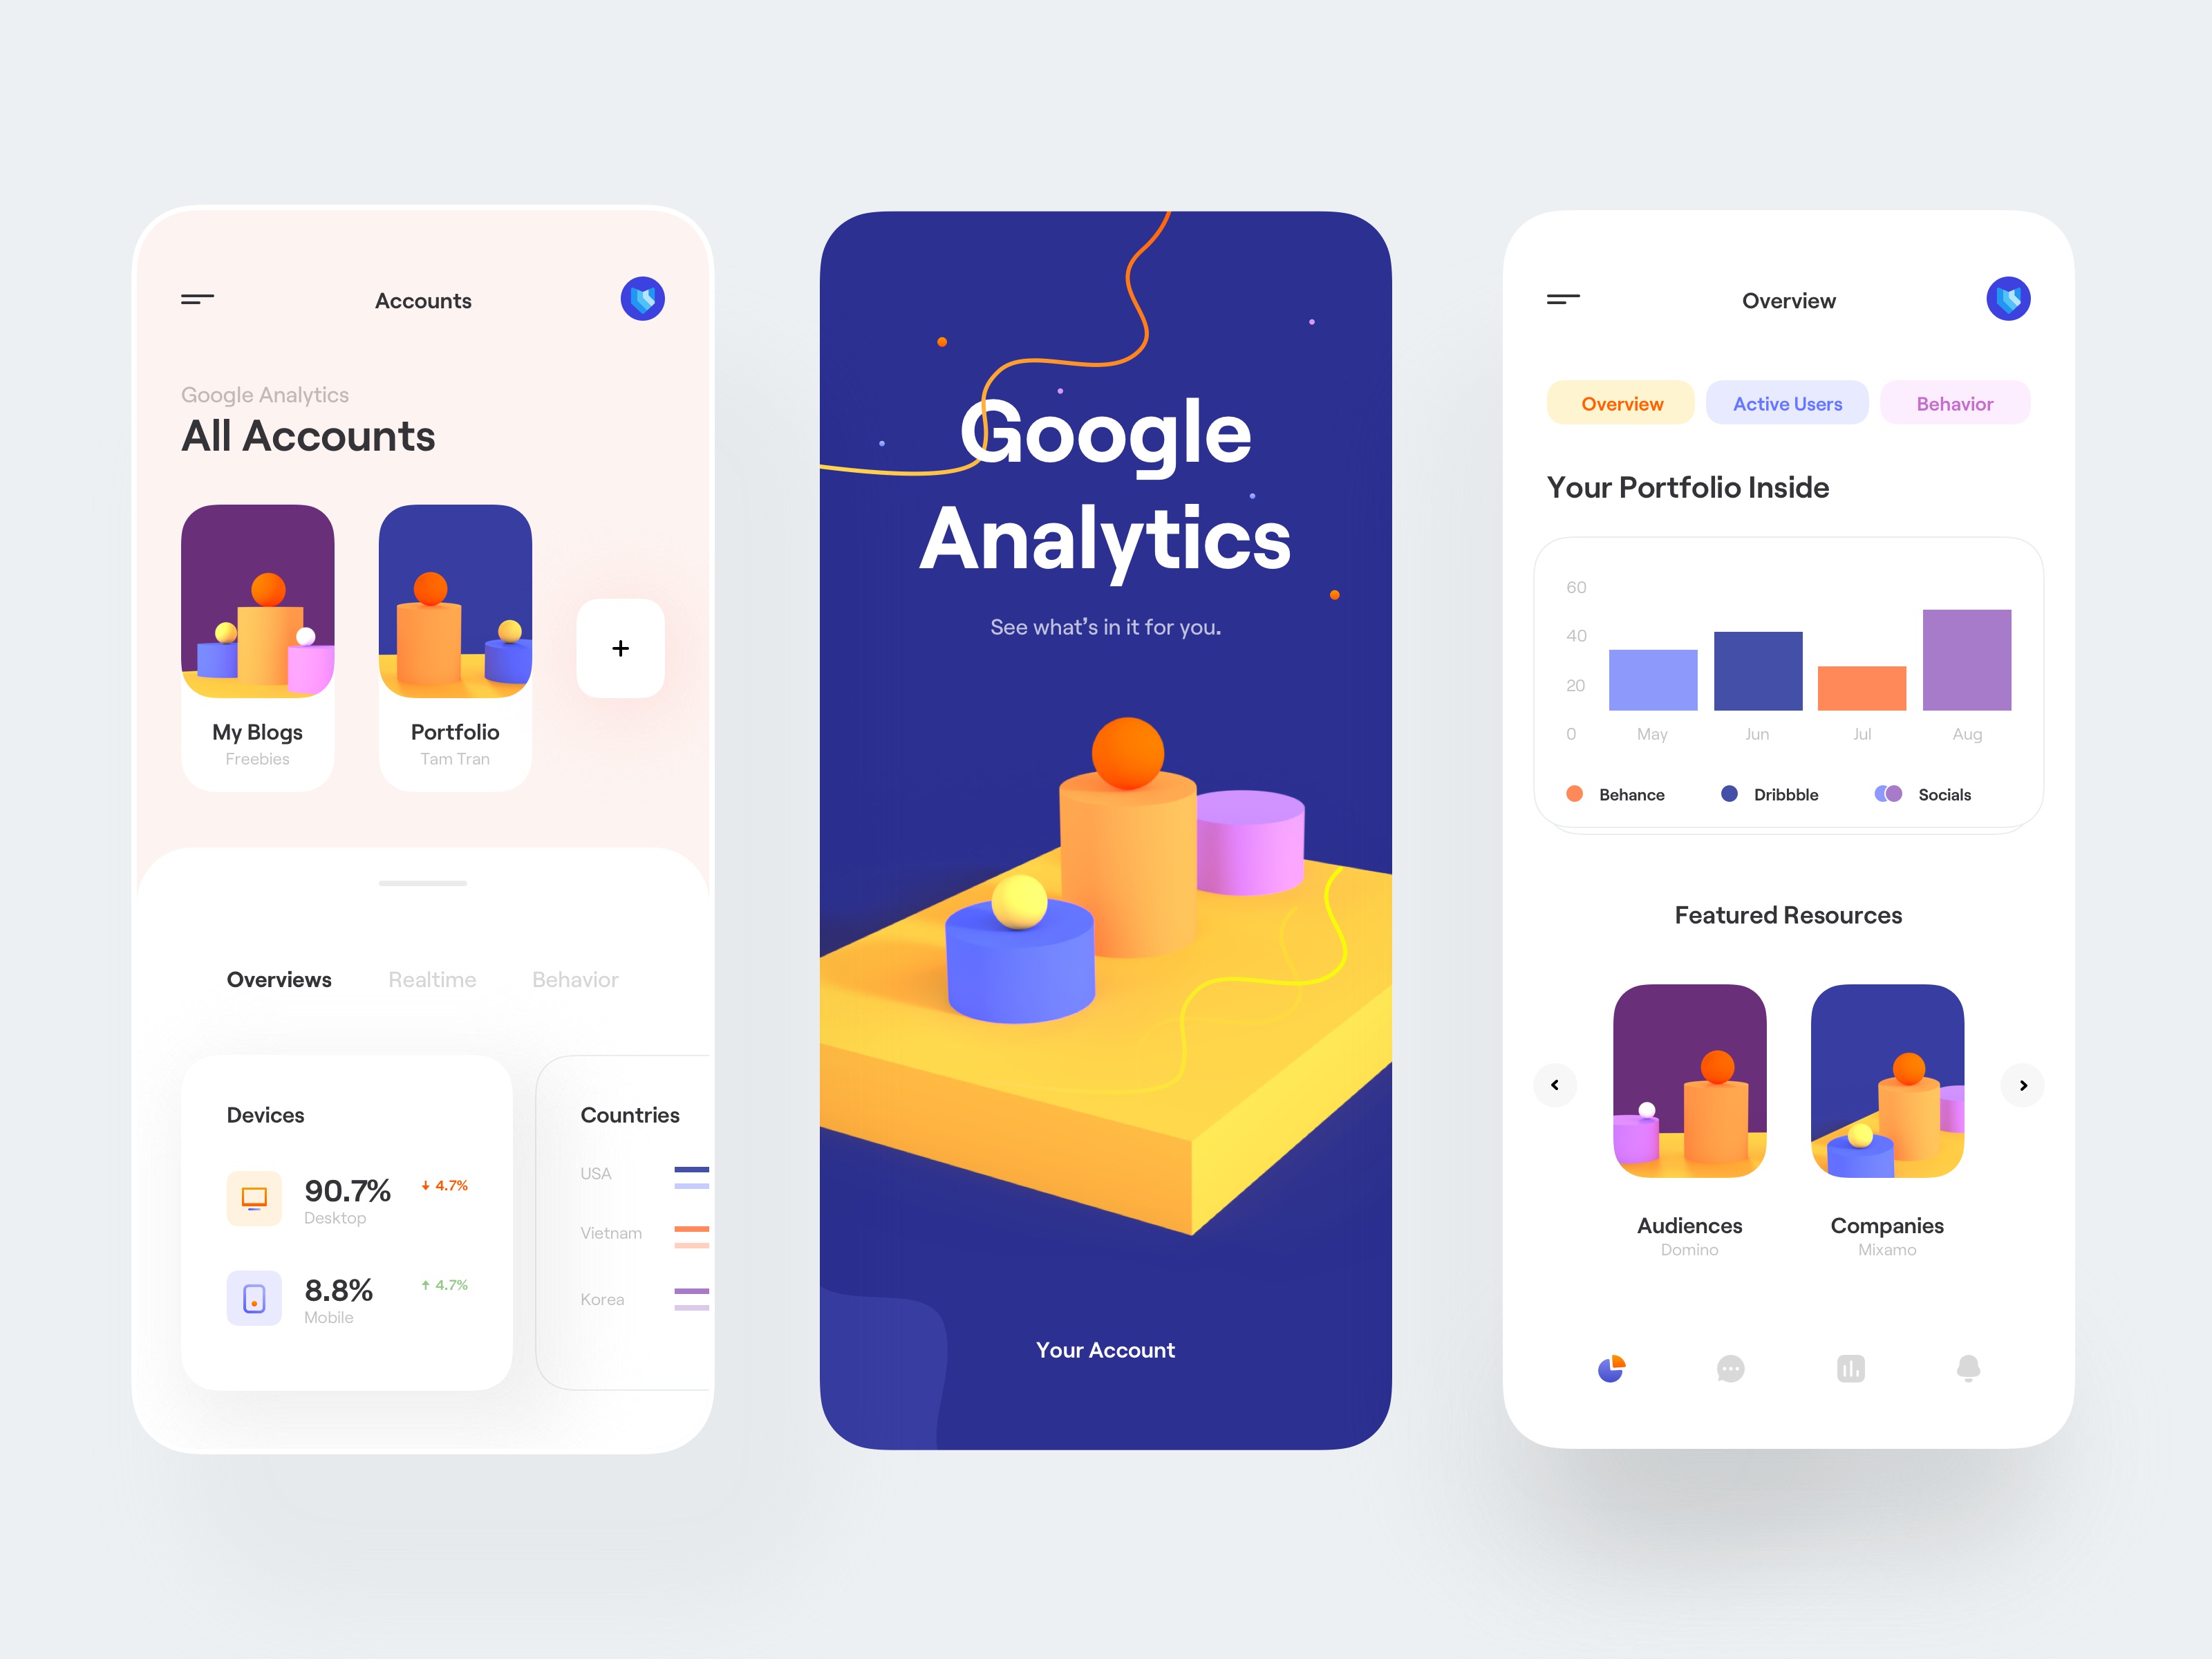 Accounts
Google Analytics
All Accounts
My Blogs
Freebies
Portfolio
Tam Tran
+
Overviews Realtime Behavior
Devices
90.7% 4.7%
Desktop
8.8% 4.7%
Mobile
Countries
USA
Vietnam
Korea
Google
Analytics
See what's in it for you.
Your Account
Overview
Overview Active Users Behavior
Your Portfolio Inside
60
40
20
0 May Jun Jul Aug
Behance Dribbble Socials
Featured Resources
Audiences
Domino
Companies
Mixamo